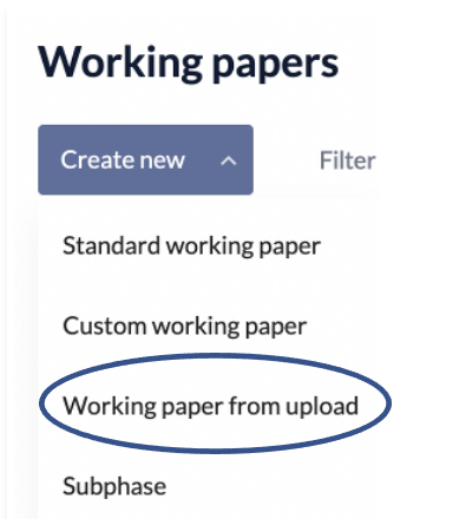 Working papers
Create new Filter
Standard working paper
Custom working paper
Working paper from upload
Subphase